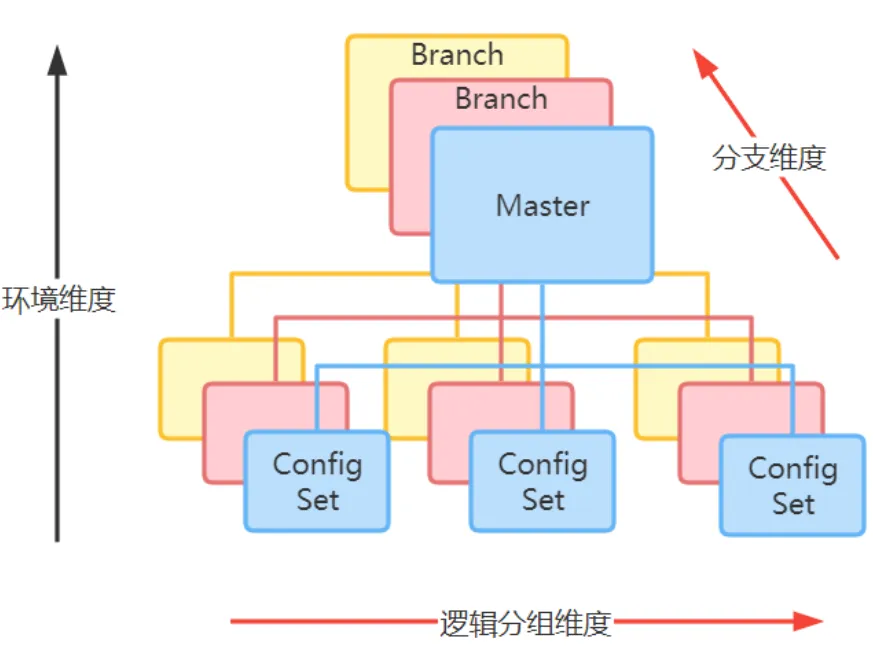 Branch
Branch
Master
分支维度
环境维度
Config
Set
Config
Set
Config
Set
逻辑分组维度